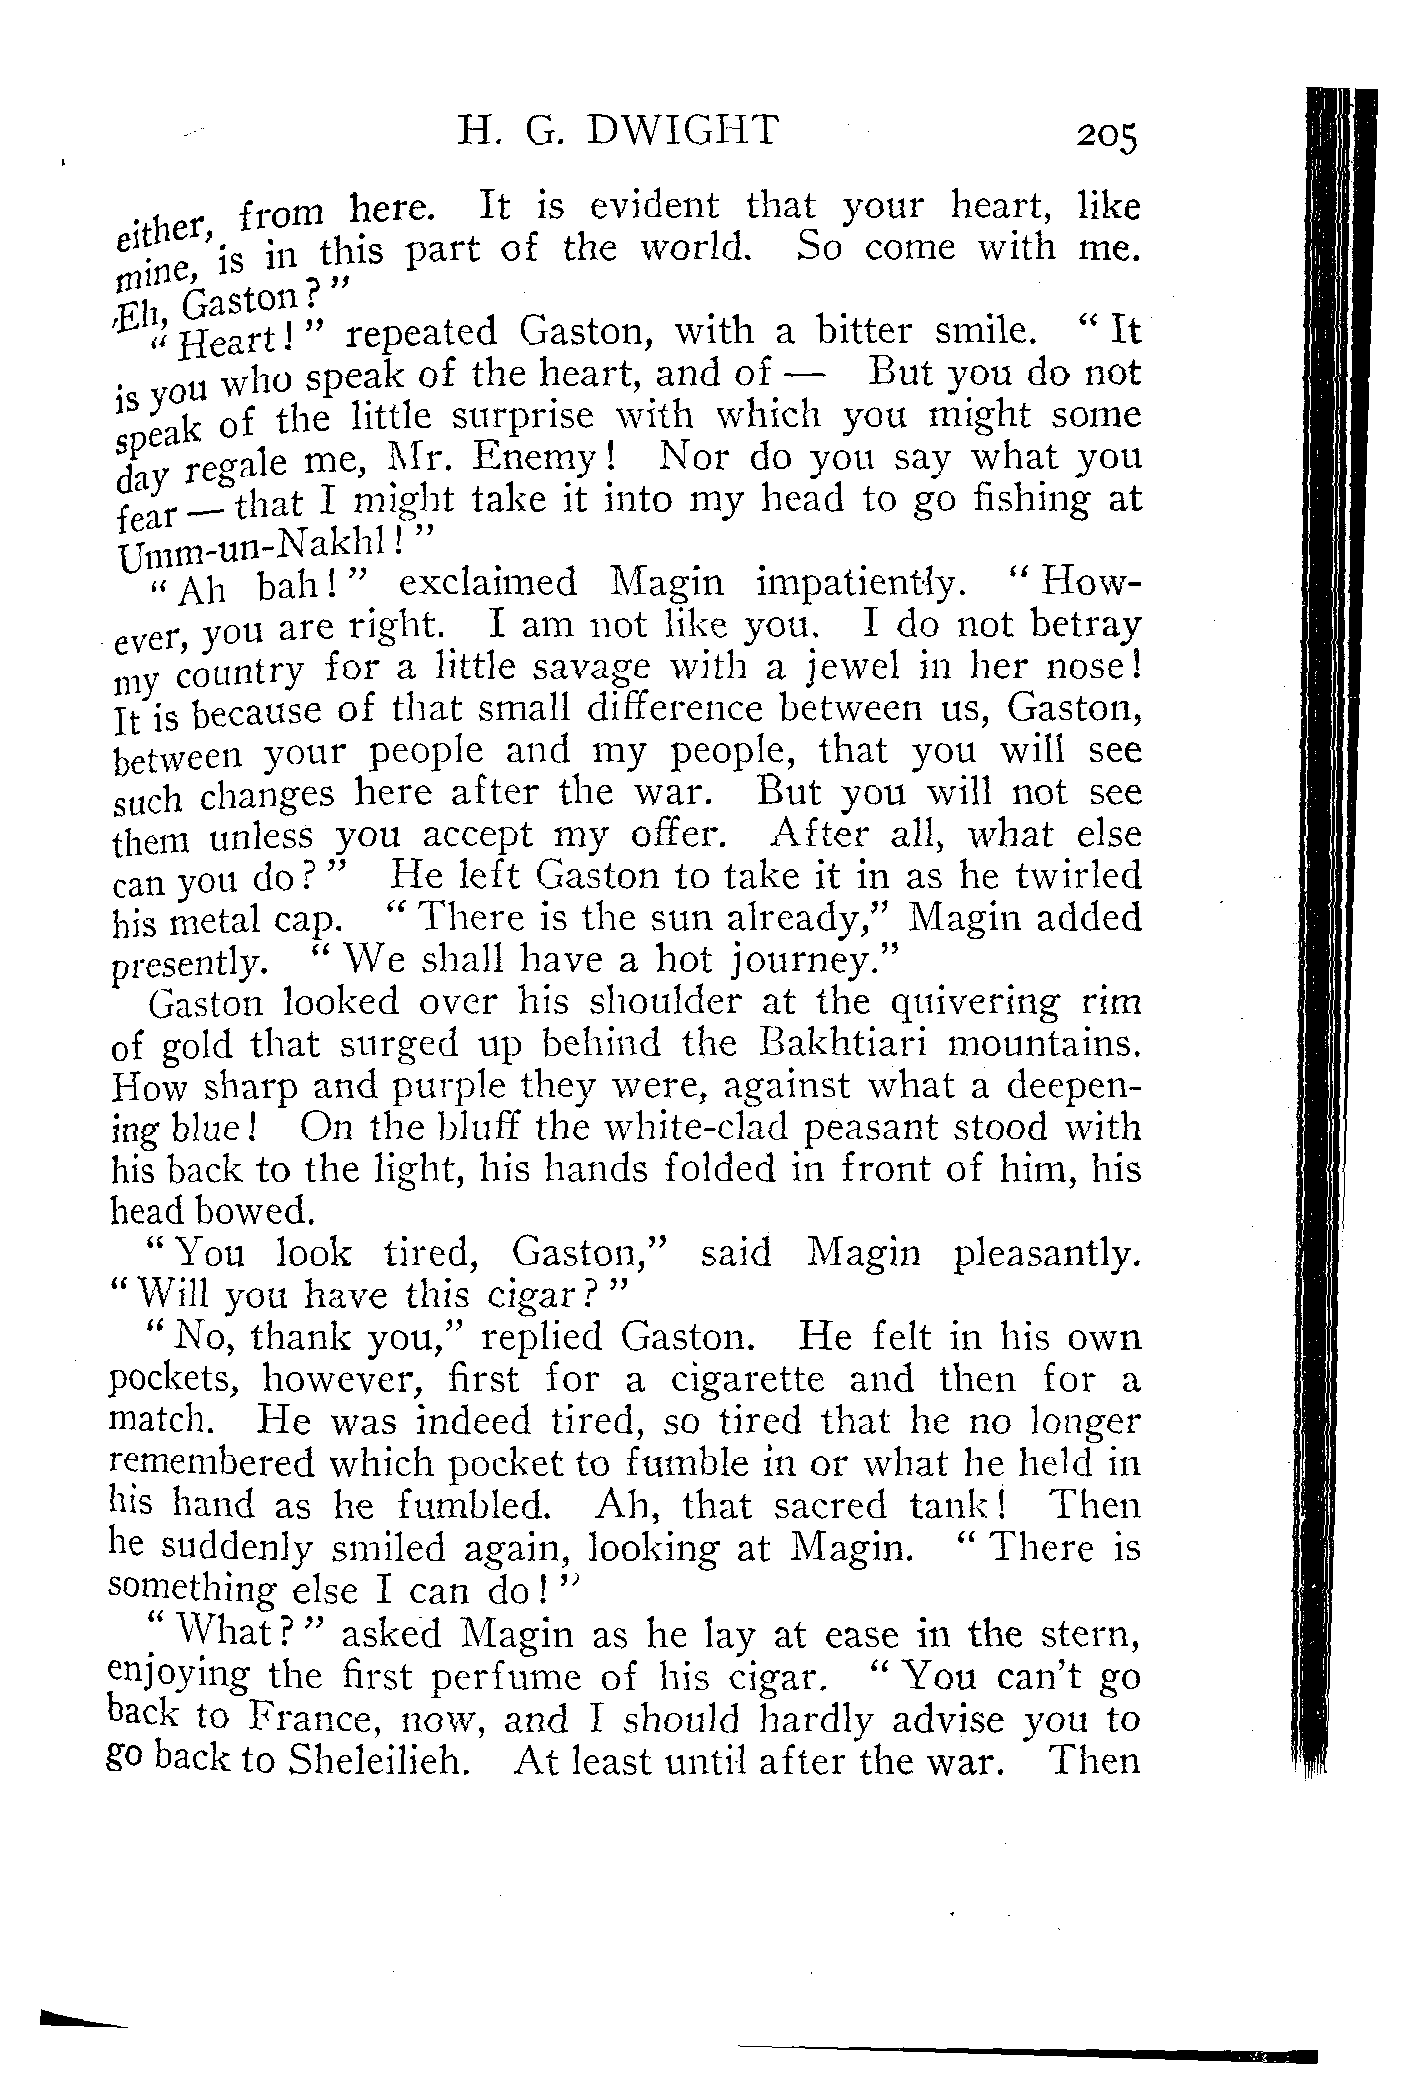 H. G. DWIGHT 205
either, from here. It is evident that your heart, like
mine, is in this part of the world. So come with me.
Eh, Gaston?"
"Heart!" repeated Gaston, with a bitter smile. "It
is you who speak of the heart, and of — But you do not
speak of the little surprise with which you might some
day regale me, Mr. Enemy! Nor do you say what you
fear — that I might take it into my head to go fishing at
Umm-un-Nakhl!"
"Ah bah!" exclaimed Magin impatiently. "How-
ever, you are right. I am not like you. I do not betray
my country for a little savage with a jewel in her nose!
It is because of that small difference between us, Gaston,
between your people and my people, that you will see
such changes here after the war. But you will not see
them unless you accept my offer. After all, what else
can you do?" He left Gaston to take it in as he twirled
his metal cap. "There is the sun already," Magin added
presently. "We shall have a hot journey."
Gaston looked over his shoulder at the quivering rim
of gold that surged up behind the Bakhtiari mountains.
How sharp and purple they were, against what a deepen-
ing blue! On the bluff the white-clad peasant stood with
his back to the light, his hands folded in front of him, his
head bowed.
"You look tired, Gaston," said Magin pleasantly.
"Will you have this cigar?"
"No, thank you," replied Gaston. He felt in his own
pockets, however, first for a cigarette and then for a
match. He was indeed tired, so tired that he no longer
remembered which pocket to fumble in or what he held in
his hand as he fumbled. Ah, that sacred tank! Then
he suddenly smiled again, looking at Magin. "There is
something else I can do!"
"What?" asked Magin as he lay at ease in the stern,
enjoying the first perfume of his cigar. "You can't go
back to France, now, and I should hardly advise you to
go back to Sheleilieh. At least until after the war. Then